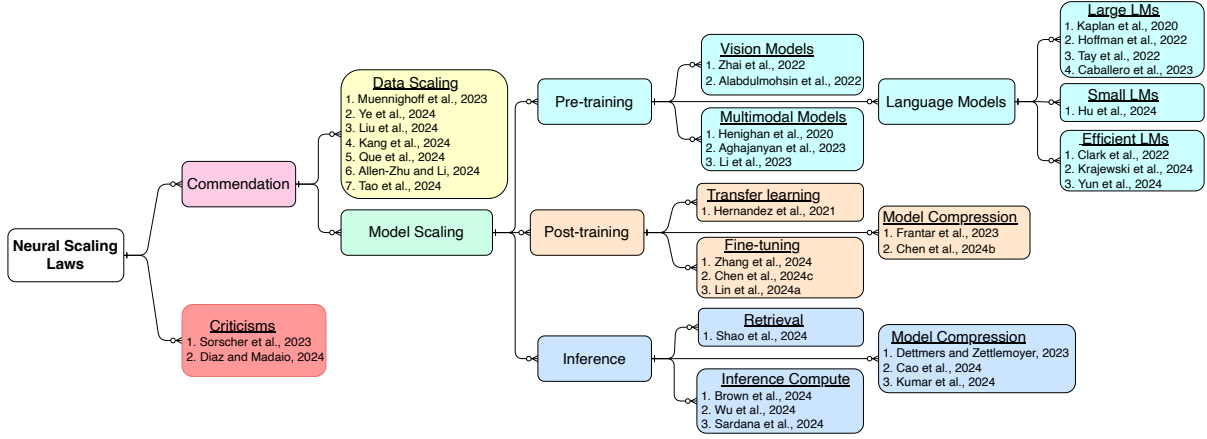 Neural Scaling
Laws
Commendation
Criticisms
1. Sorscher et al., 2023
2. Diaz and Madaio, 2024
Data Scaling
1. Muennighoff et al., 2023
2. Ye et al., 2024
3. Liu et al., 2024
4. Kang et al., 2024
5. Que et al., 2024
6. Allen-Zhu and Li, 2024
7. Tao et al., 2024
Model Scaling
Pre-training
Vision Models
1. Zhai et al., 2022
2. Alabdulmohsin et al., 2022
Multimodal Models
1. Henighan et al., 2020
2. Aghajanyan et al., 2023
3. Li et al., 2023
Language Models
Large LMs
1. Kaplan et al., 2020
2. Hoffman et al., 2022
3. Tay et al., 2022
4. Caballero et al., 2023
Small LMs
1. Hu et al., 2024
Efficient LMs
1. Clark et al., 2022
2. Krajewski et al., 2024
3. Yun et al., 2024
Post-training
Transfer learning
1. Hernandez et al., 2021
Fine-tuning
1. Zhang et al., 2024
2. Chen et al., 2024c
3. Lin et al., 2024a
Model Compression
1. Frantar et al., 2023
2. Chen et al., 2024b
Inference
Retrieval
1. Shao et al., 2024
Inference Compute
1. Brown et al., 2024
2. Wu et al., 2024
3. Sardana et al., 2024
Model Compression
1. Dettmers and Zettlemoyer, 2023
2. Cao et al., 2024
3. Kumar et al., 2024